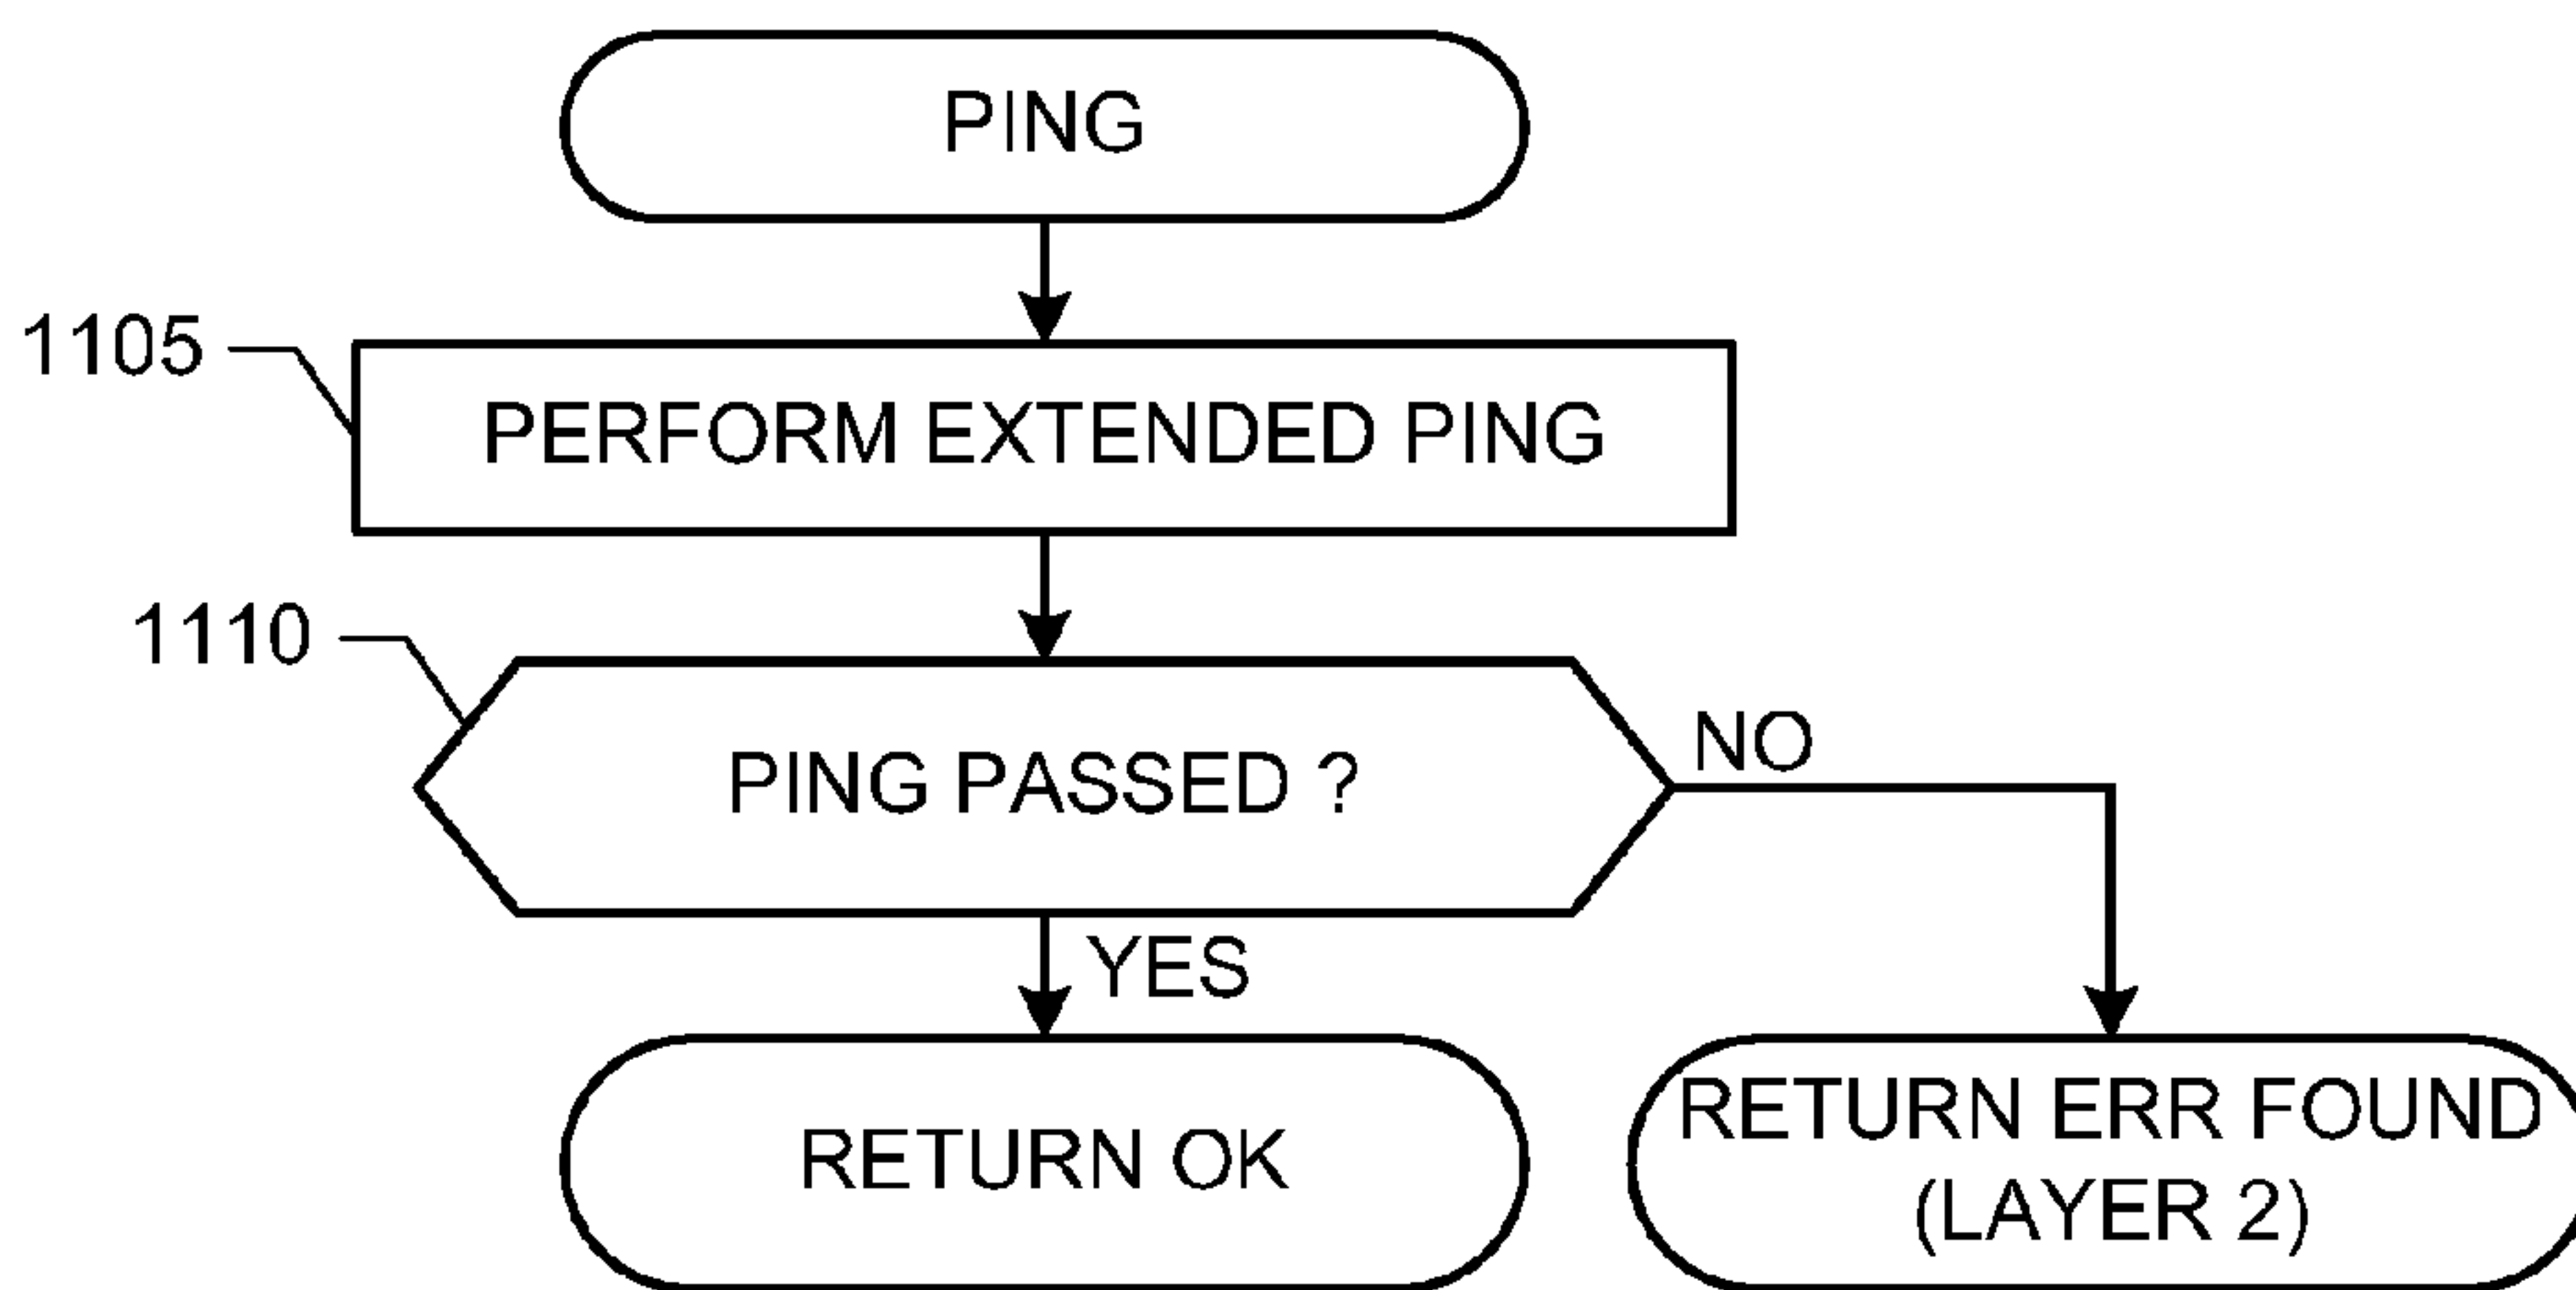 PING
1105
PERFORM EXTENDED PING
1110
PING PASSED ?
NO
YES
RETURN OK
RETURN ERR FOUND
(LAYER 2)